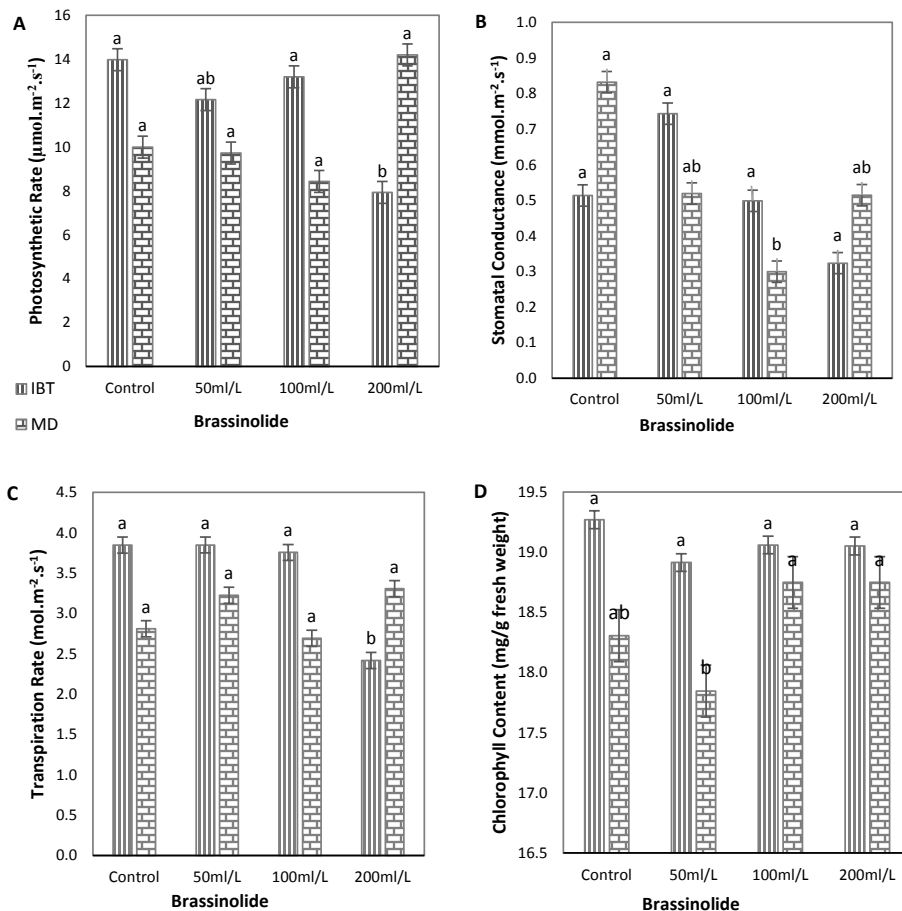 A
Photosynthetic Rate (µmol.m⁻².s⁻¹)
16
14
12
10
8
6
4
2
0
a
a
ab
a
a
a
b
a
Control
50ml/L
100ml/L
200ml/L
Brassinolide
IBT
MD
B
Stomatal Conductance (mmol.m⁻².s⁻¹)
1.0
0.9
0.8
0.7
0.6
0.5
0.4
0.3
0.2
0.1
0.0
a
a
a
ab
a
b
a
ab
Control
50ml/L
100ml/L
200ml/L
Brassinolide
C
Transpiration Rate (mol.m⁻².s⁻¹)
4.5
4.0
3.5
3.0
2.5
2.0
1.5
1.0
0.5
0.0
a
a
a
a
a
a
b
a
Control
50ml/L
100ml/L
200ml/L
Brassinolide
D
Chlorophyll Content (mg/g fresh weight)
19.5
19.0
18.5
18.0
17.5
17.0
16.5
a
ab
a
b
a
a
a
a
Control
50ml/L
100ml/L
200ml/L
Brassinolide